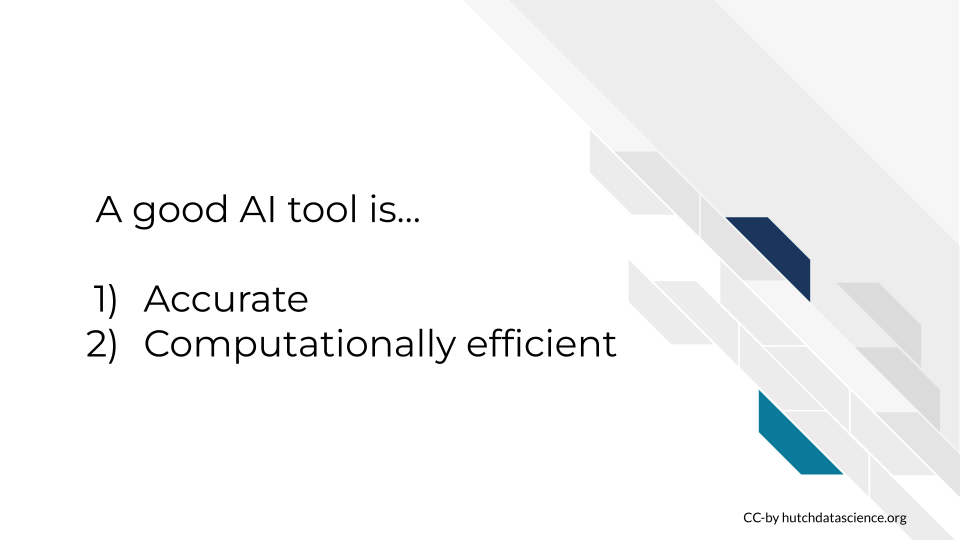 A good AI tool is...
1) Accurate
2) Computationally efficient
CC-by hutchdatascience.org